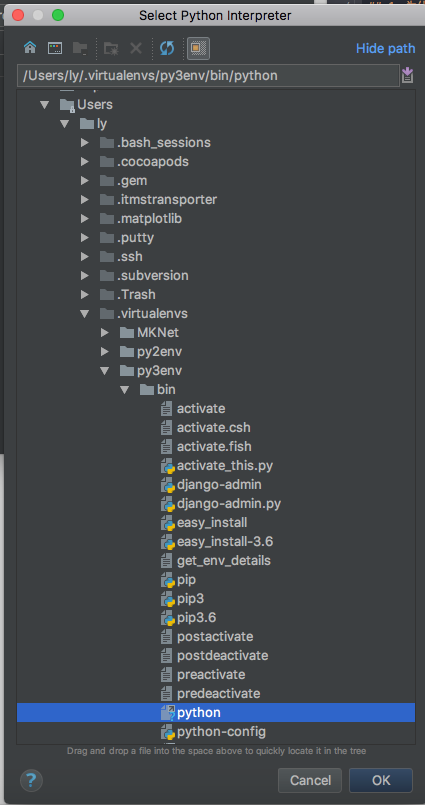 Select Python Interpreter
Hide path
/Users/ly/.virtualenvs/py3env/bin/python
Users
ly
.bash_sessions
.cocoapods
.gem
.itmstransporter
.matplotlib
.putty
.ssh
.subversion
.Trash
.virtualenvs
MKNet
py2env
py3env
bin
activate
activate.csh
activate.fish
activate_this.py
django-admin
django-admin.py
easy_install
easy_install-3.6
get_env_details
pip
pip3
pip3.6
postactivate
postdeactivate
preactivate
predeactivate
python
python-config
Drag and drop a file into the space above to quickly locate it in the tree
? Cancel OK